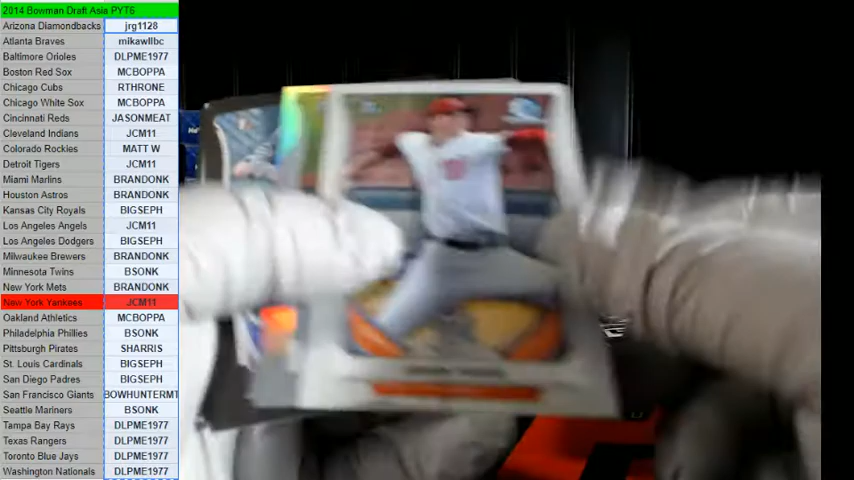 2014 Bowman Draft Asia PYT5
Arizona Diamondbacks jrg1128
Atlanta Braves mikawllbc
Baltimore Orioles DLPME1977
Boston Red Sox MCBOPPA
Chicago Cubs RTHRONE
Chicago White Sox MCBOPPA
Cincinnati Reds JASONMEAT
Cleveland Indians JCM11
Colorado Rockies MATT W
Detroit Tigers JCM11
Miami Marlins BRANDONK
Houston Astros BRANDONK
Kansas City Royals BIGSEPH
Los Angeles Angels JCM11
Los Angeles Dodgers BIGSEPH
Milwaukee Brewers BRANDONK
Minnesota Twins BSONK
New York Mets BRANDONK
New York Yankees JCM11
Oakland Athletics MCBOPPA
Philadelphia Phillies BSONK
Pittsburgh Pirates SHARRIS
St. Louis Cardinals BIGSEPH
San Diego Padres BIGSEPH
San Francisco Giants BOWHUNTERMT
Seattle Mariners BSONK
Tampa Bay Rays DLPME1977
Texas Rangers DLPME1977
Toronto Blue Jays DLPME1977
Washington Nationals DLPME1977